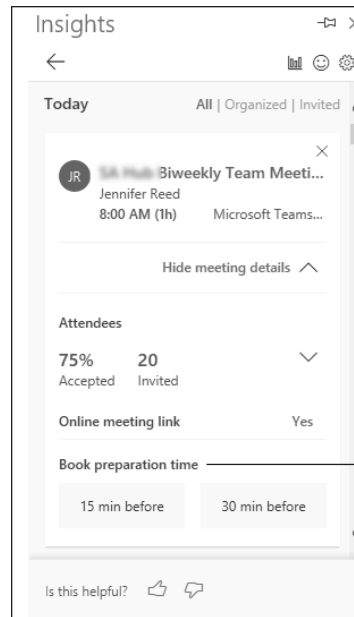 Insights
Today All | Organized | Invited
JR
Biweekly Team Meeti...
Jennifer Reed
8:00 AM (1h) Microsoft Teams...
Hide meeting details
Attendees
75% 20
Accepted Invited
Online meeting link Yes
Book preparation time
15 min before 30 min before
Is this helpful?